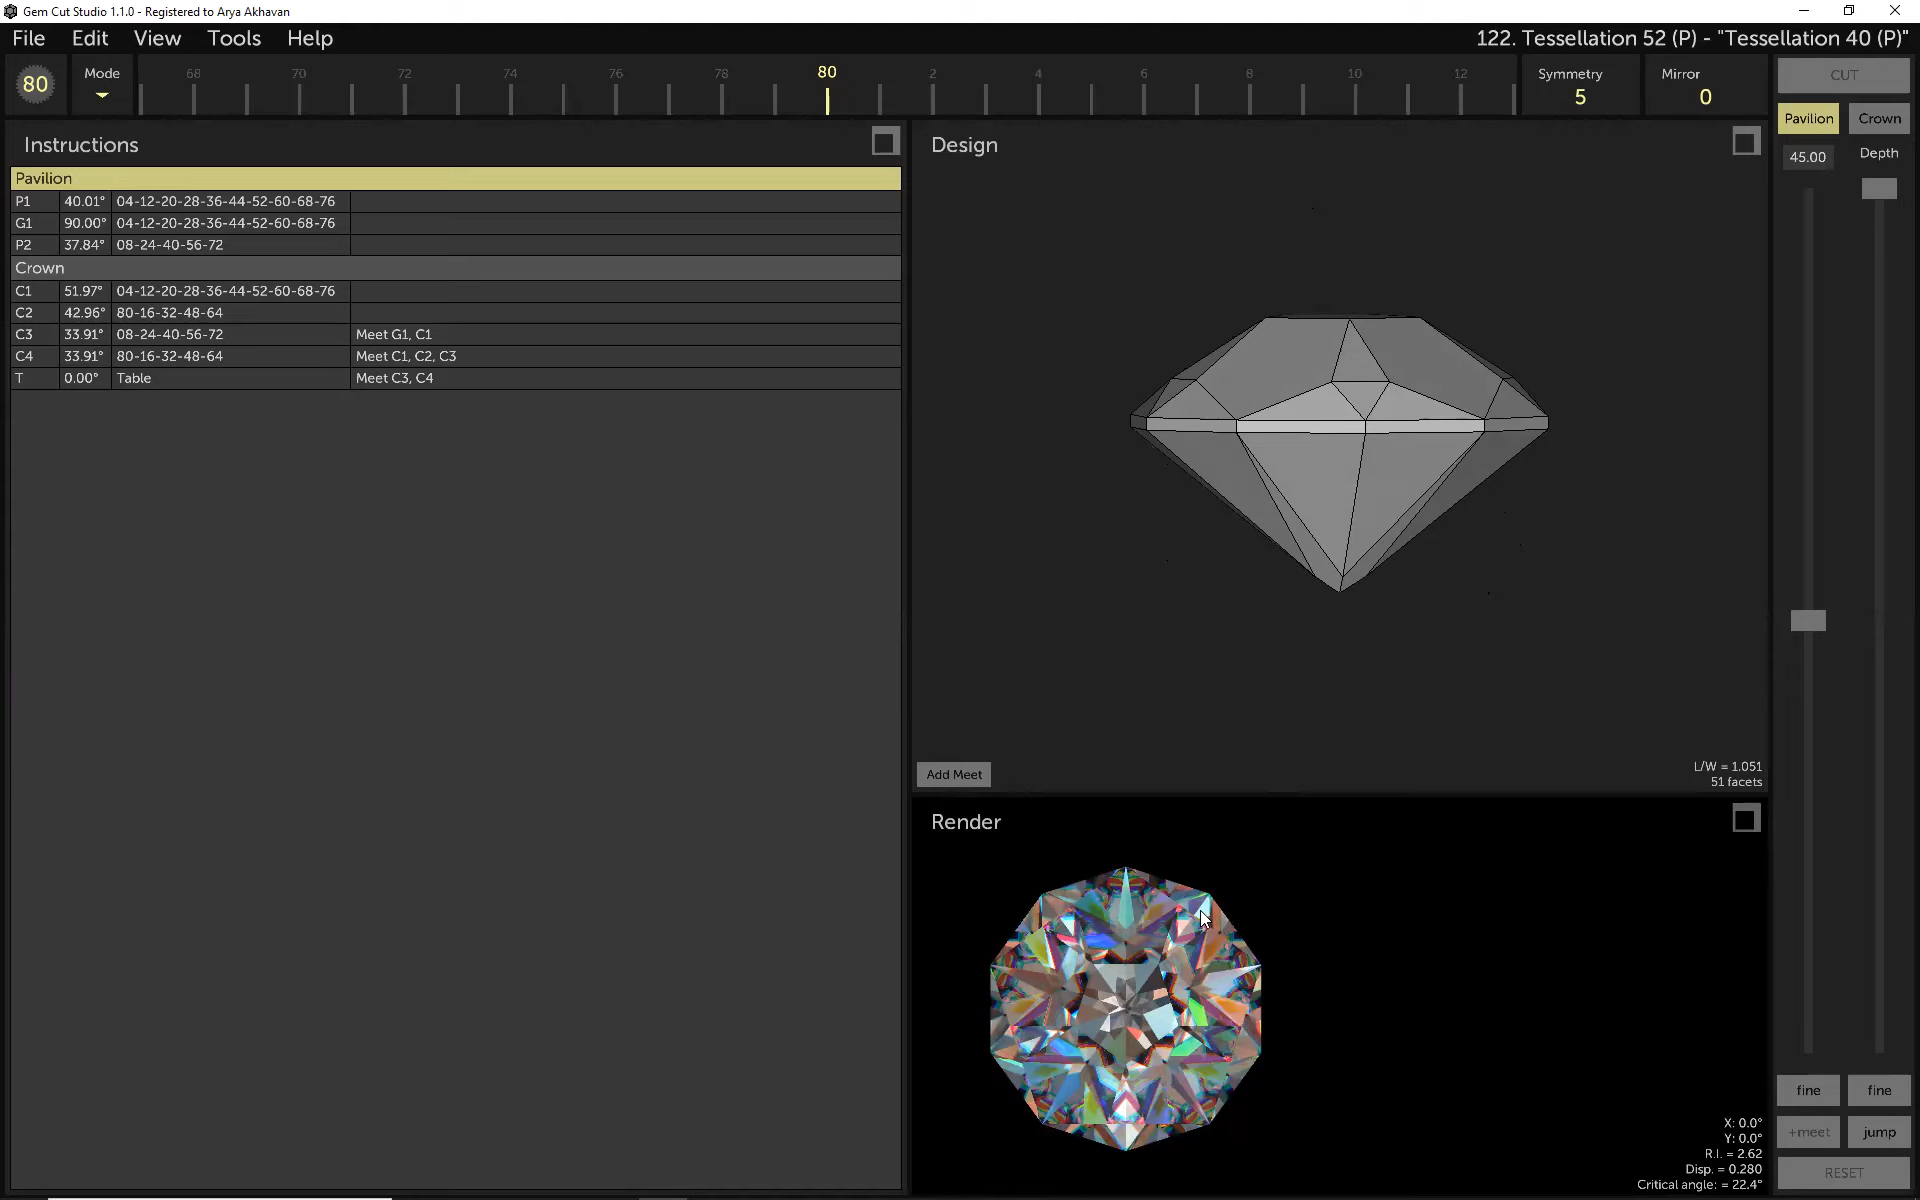 Gem Cut Studio 1.1.0 - Registered to Arya Akhavan
File Edit View Tools Help
122. Tessellation 52 (P) - "Tessellation 40 (P)"
80
Mode
68 70 72 74 76 78 80 2 4 6 8 10 12
Symmetry
5
Mirror
0
CUT
Pavilion Crown
45.00
Depth
Instructions
Pavilion
P1 40.01° 04-12-20-28-36-44-52-60-68-76
G1 90.00° 04-12-20-28-36-44-52-60-68-76
P2 37.84° 08-24-40-56-72
Crown
C1 51.97° 04-12-20-28-36-44-52-60-68-76
C2 42.96° 80-16-32-48-64
C3 33.91° 08-24-40-56-72 Meet G1, C1
C4 33.91° 80-16-32-48-64 Meet C1, C2, C3
T 0.00° Table Meet C3, C4
Design
Add Meet
L/W = 1.051
51 facets
Render
X: 0.0°
Y: 0.0°
R.I. = 2.62
Disp. = 0.280
Critical angle: = 22.4°
fine fine
+meet jump
RESET